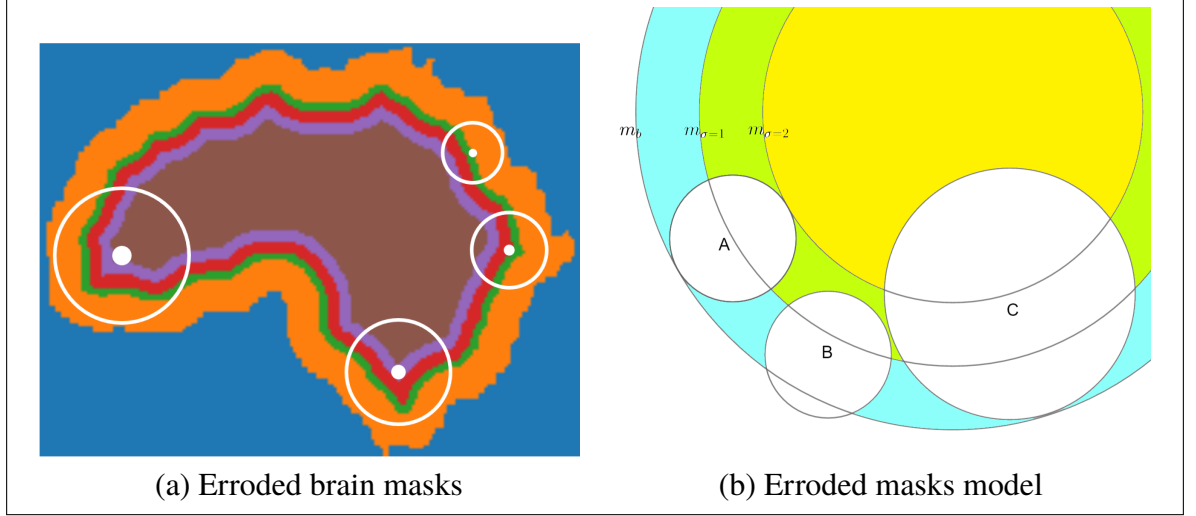 m_b m_σ=1 m_σ=2
A
B
C
(a) Erroded brain masks
(b) Erroded masks model